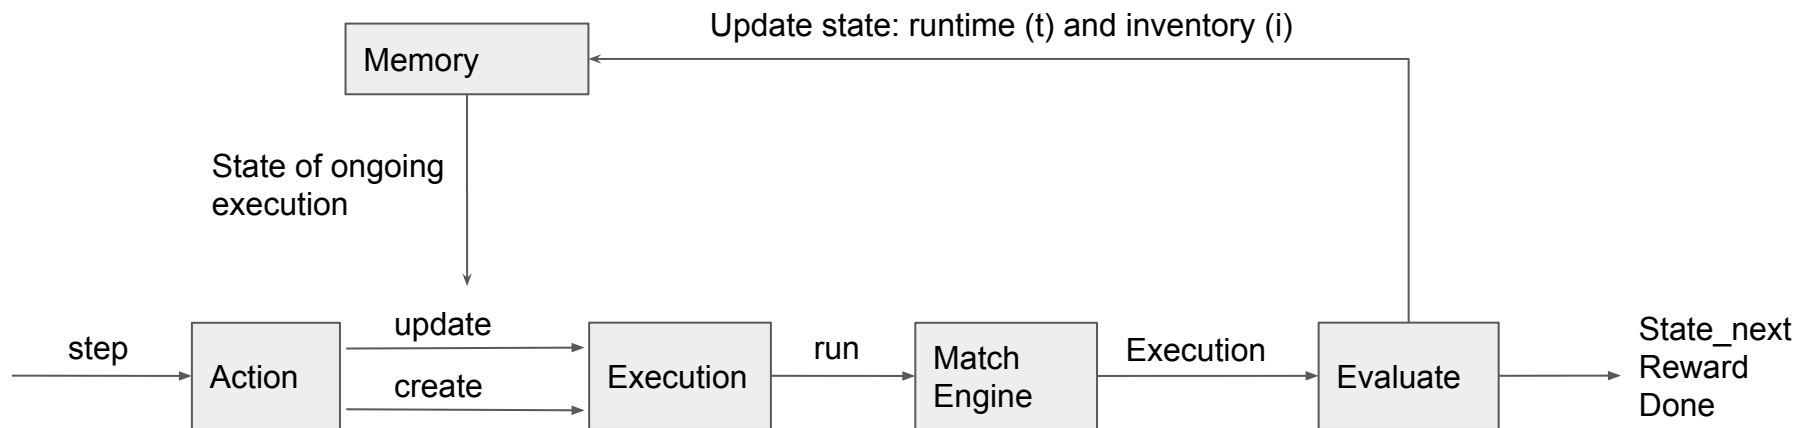 Update state: runtime (t) and inventory (i)
Memory
State of ongoing
execution
step
Action
update
create
Execution
run
Match
Engine
Execution
Evaluate
State_next
Reward
Done